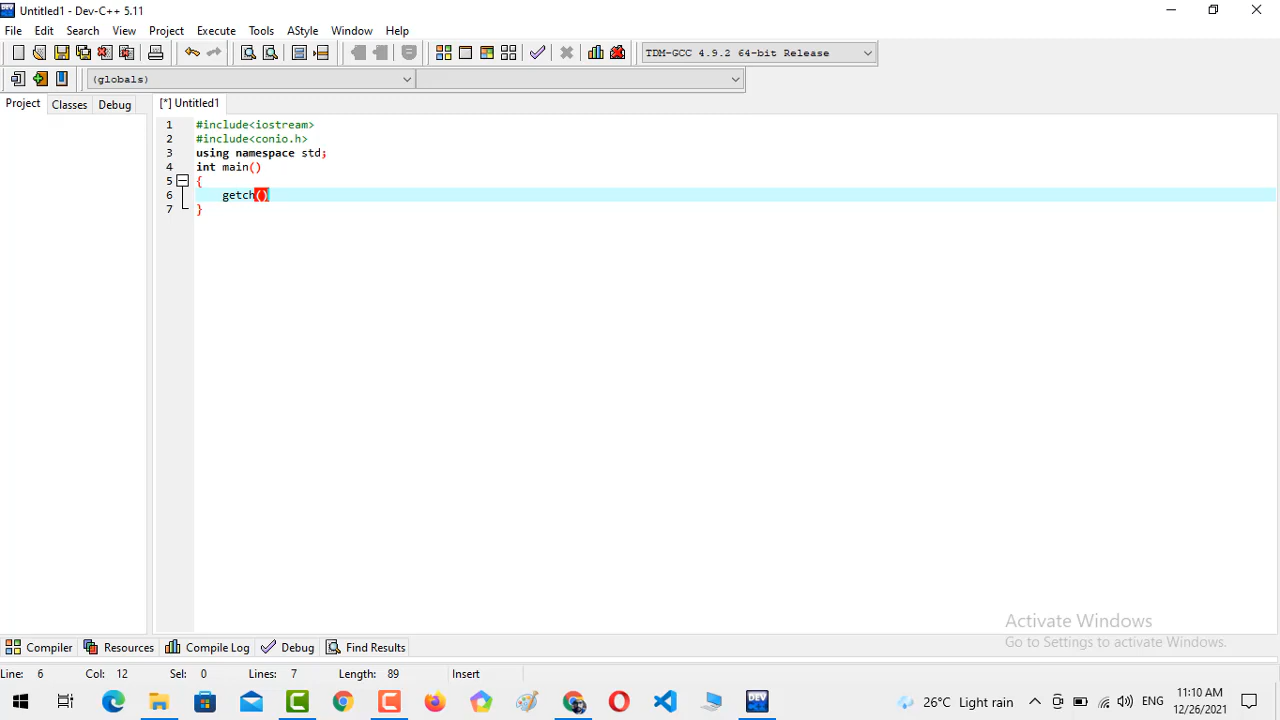 Untitled1 - Dev-C++ 5.11
File Edit Search View Project Execute Tools AStyle Window Help
TDM-GCC 4.9.2 64-bit Release
(globals)
Project Classes Debug [*] Untitled1
1 #include<iostream>
2 #include<conio.h>
3 using namespace std;
4 int main()
5 {
6 getch()
7 }
Activate Windows
Go to Settings to activate Windows.
Compiler Resources Compile Log Debug Find Results
Line: 6 Col: 12 Sel: 0 Lines: 7 Length: 89 Insert
26°C Light rain ENG 11:10 AM
12/26/2021